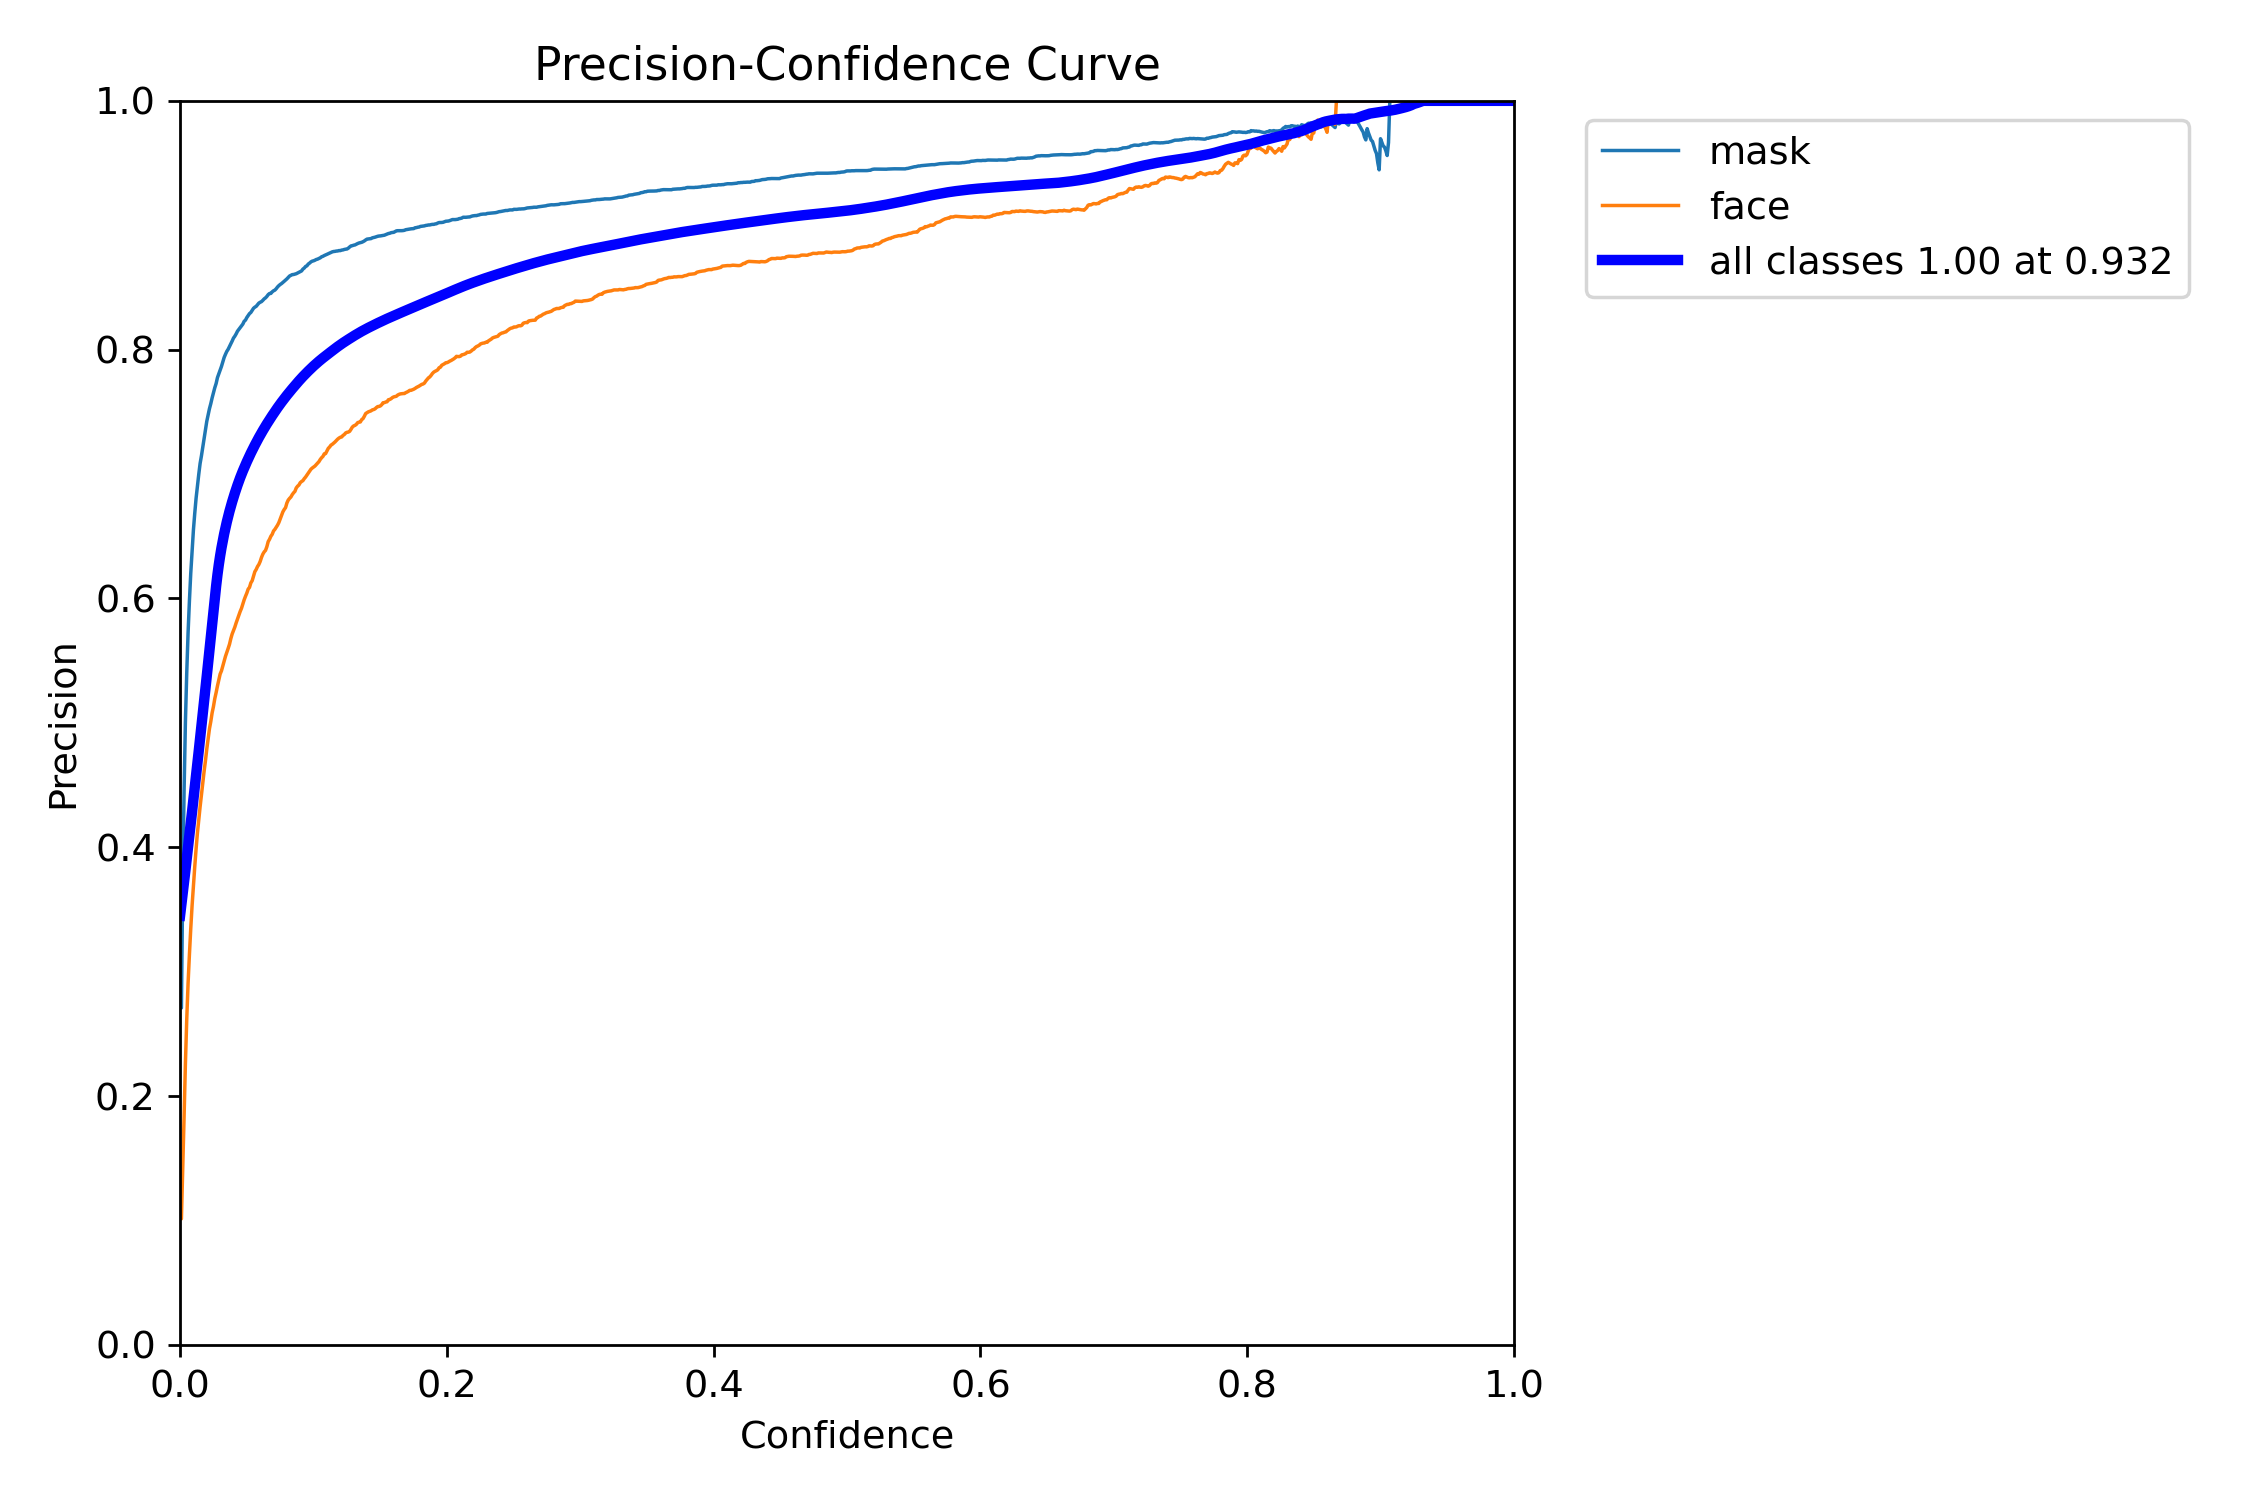 Precision-Confidence Curve
1.0
0.8
0.6
0.4
0.2
0.0
Precision
0.0 0.2 0.4 0.6 0.8 1.0
Confidence
mask
face
all classes 1.00 at 0.932